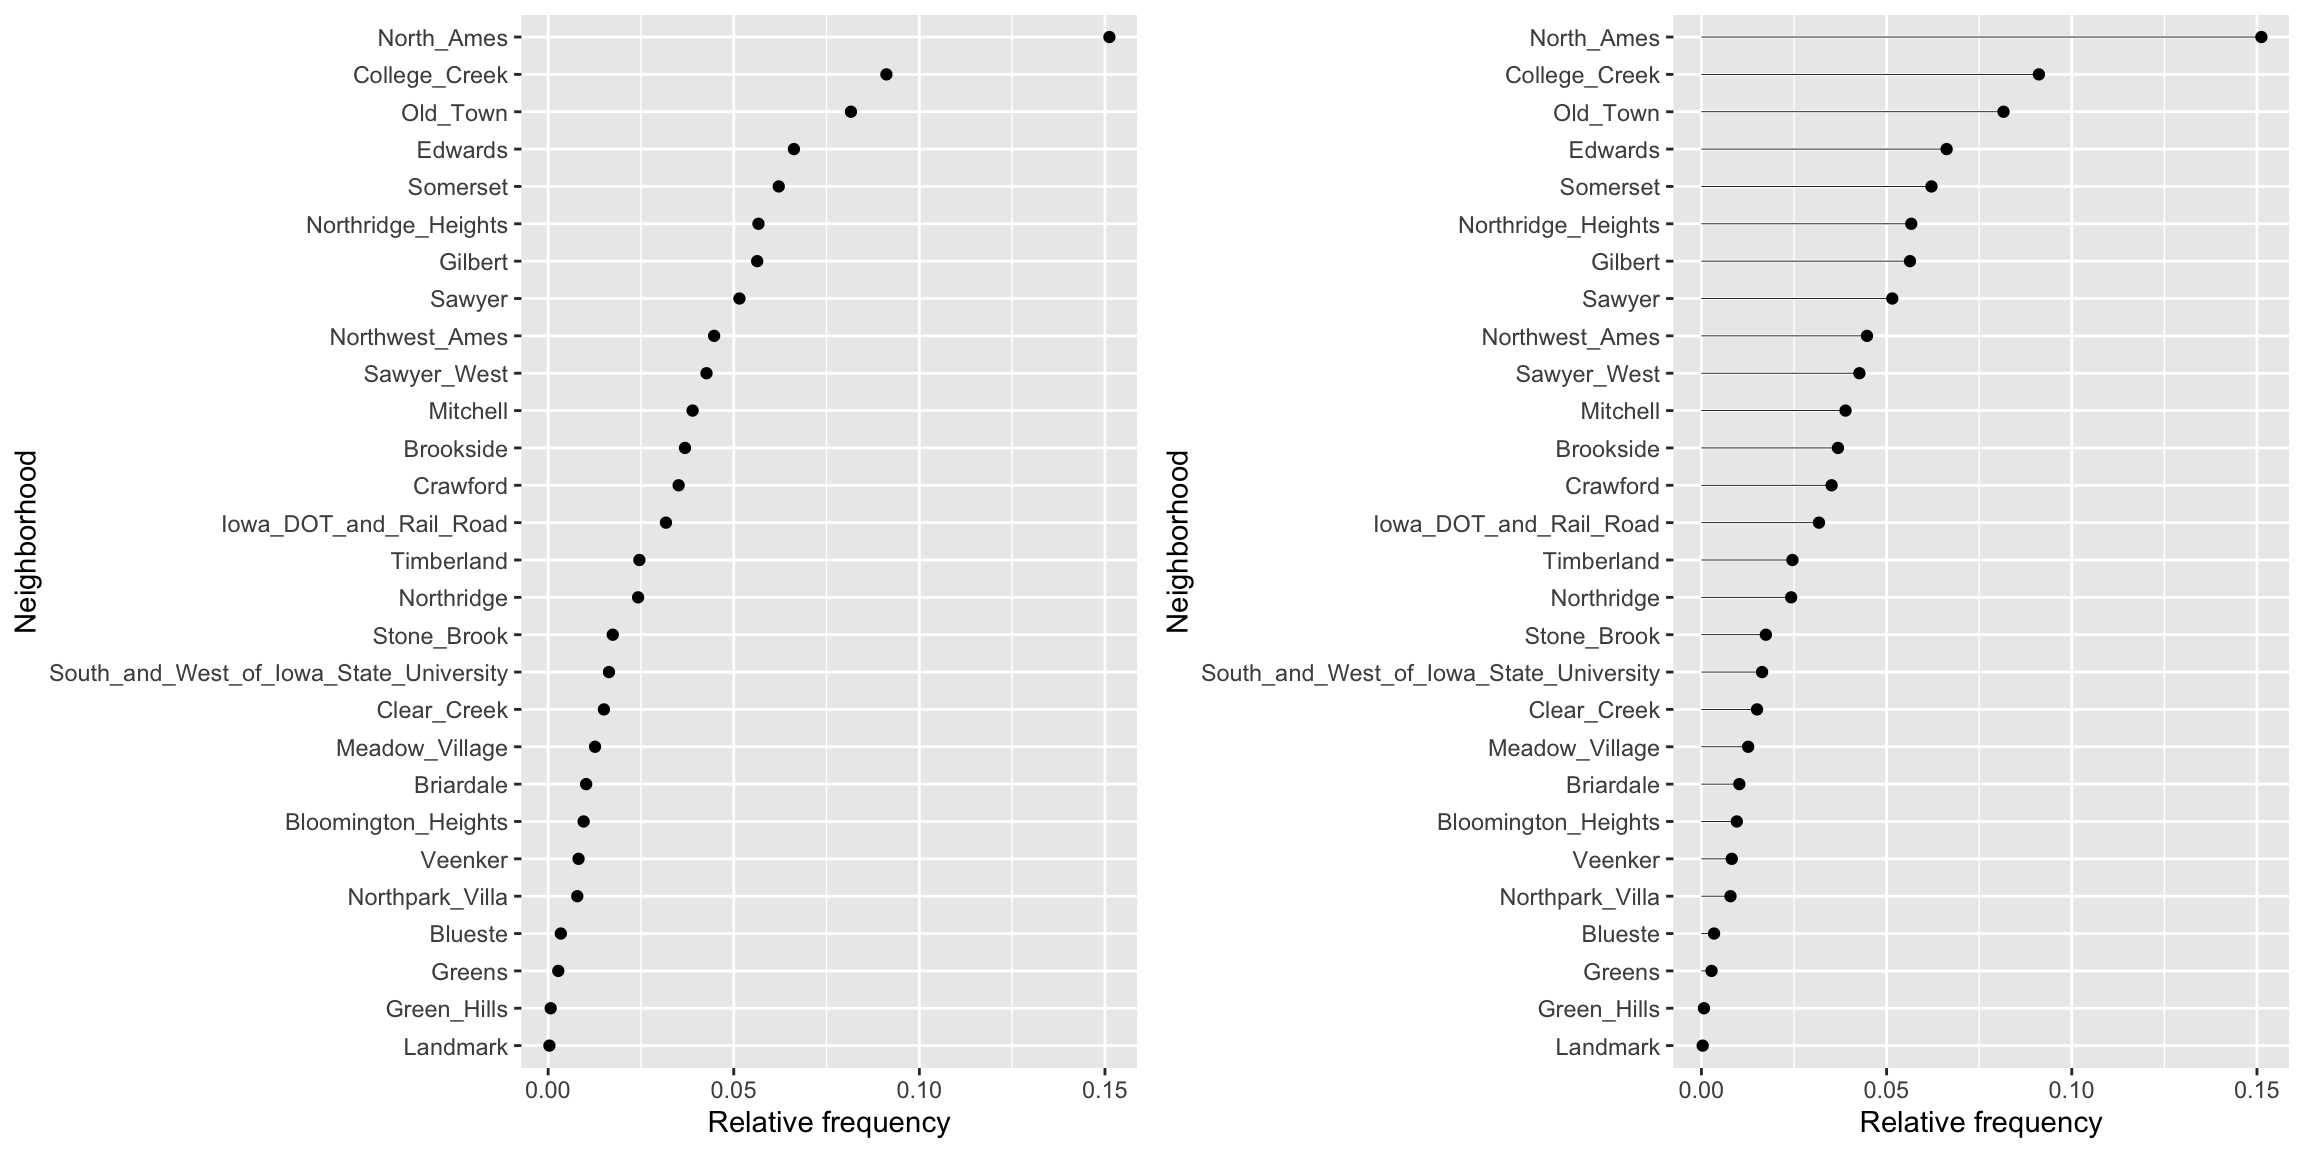 Neighborhood
North_Ames
College_Creek
Old_Town
Edwards
Somerset
Northridge_Heights
Gilbert
Sawyer
Northwest_Ames
Sawyer_West
Mitchell
Brookside
Crawford
Iowa_DOT_and_Rail_Road
Timberland
Northridge
Stone_Brook
South_and_West_of_Iowa_State_University
Clear_Creek
Meadow_Village
Briardale
Bloomington_Heights
Veenker
Northpark_Villa
Blueste
Greens
Green_Hills
Landmark
0.00 0.05 0.10 0.15
Relative frequency
Neighborhood
North_Ames
College_Creek
Old_Town
Edwards
Somerset
Northridge_Heights
Gilbert
Sawyer
Northwest_Ames
Sawyer_West
Mitchell
Brookside
Crawford
Iowa_DOT_and_Rail_Road
Timberland
Northridge
Stone_Brook
South_and_West_of_Iowa_State_University
Clear_Creek
Meadow_Village
Briardale
Bloomington_Heights
Veenker
Northpark_Villa
Blueste
Greens
Green_Hills
Landmark
0.00 0.05 0.10 0.15
Relative frequency